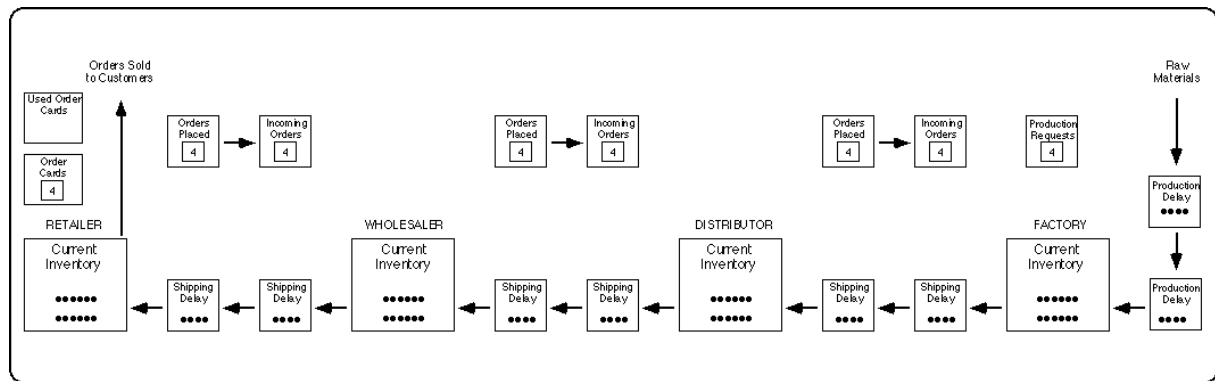 Orders Sold
to Customers
Raw
Materials
Used Order
Cards
Orders
Placed
4
Incoming
Orders
4
Orders
Placed
4
Incoming
Orders
4
Orders
Placed
4
Incoming
Orders
4
Production
Requests
4
Order
Cards
4
Production
Delay
RETAILER
WHOLESALER
DISTRIBUTOR
FACTORY
Current
Inventory
Shipping
Delay
Shipping
Delay
Current
Inventory
Shipping
Delay
Shipping
Delay
Current
Inventory
Shipping
Delay
Shipping
Delay
Current
Inventory
Production
Delay